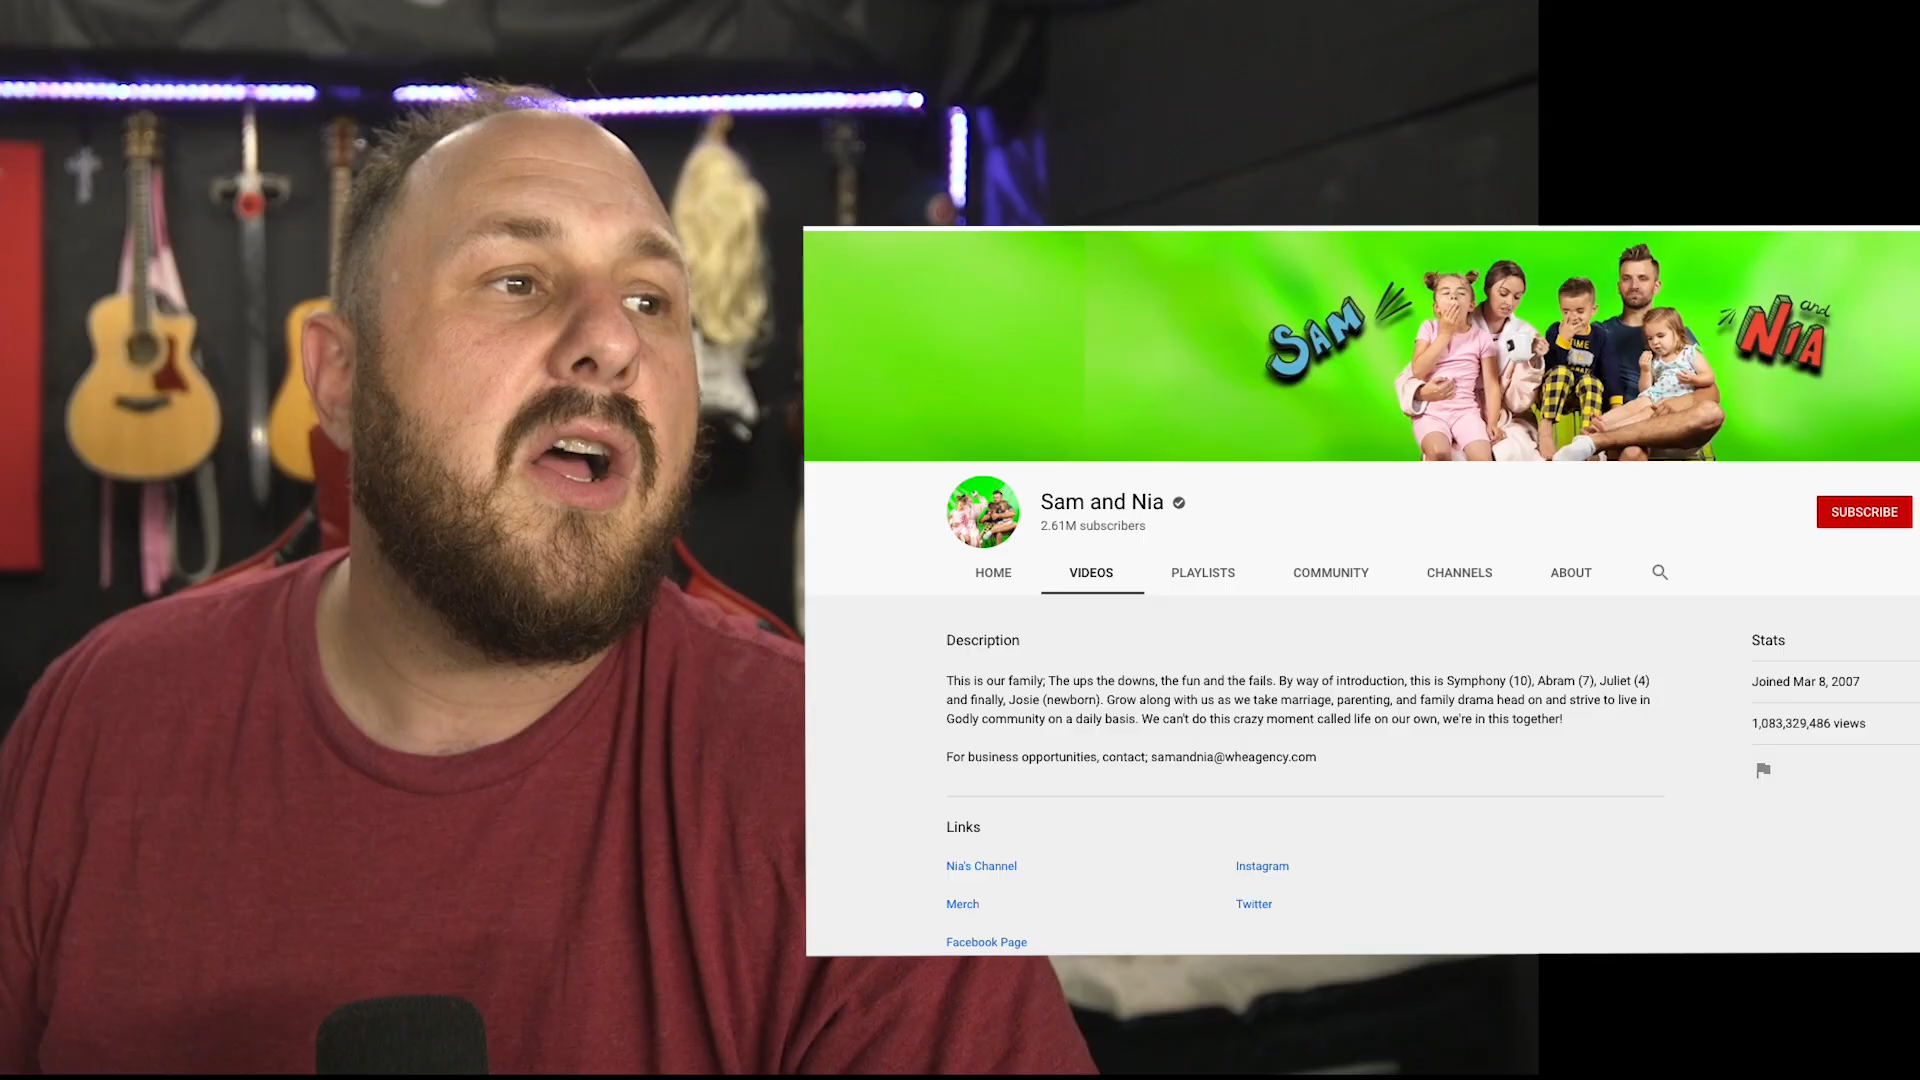 SAM
and
NIA
Sam and Nia
2.61M subscribers
SUBSCRIBE
HOME VIDEOS PLAYLISTS COMMUNITY CHANNELS ABOUT
Description
This is our family; The ups the downs, the fun and the fails. By way of introduction, this is Symphony (10), Abram (7), Juliet (4)
and finally, Josie (newborn). Grow along with us as we take marriage, parenting, and family drama head on and strive to live in
Godly community on a daily basis. We can't do this crazy moment called life on our own, we're in this together!
For business opportunities, contact; samandnia@wheagency.com
Stats
Joined Mar 8, 2007
1,083,329,486 views
Links
Nia's Channel
Instagram
Merch
Twitter
Facebook Page